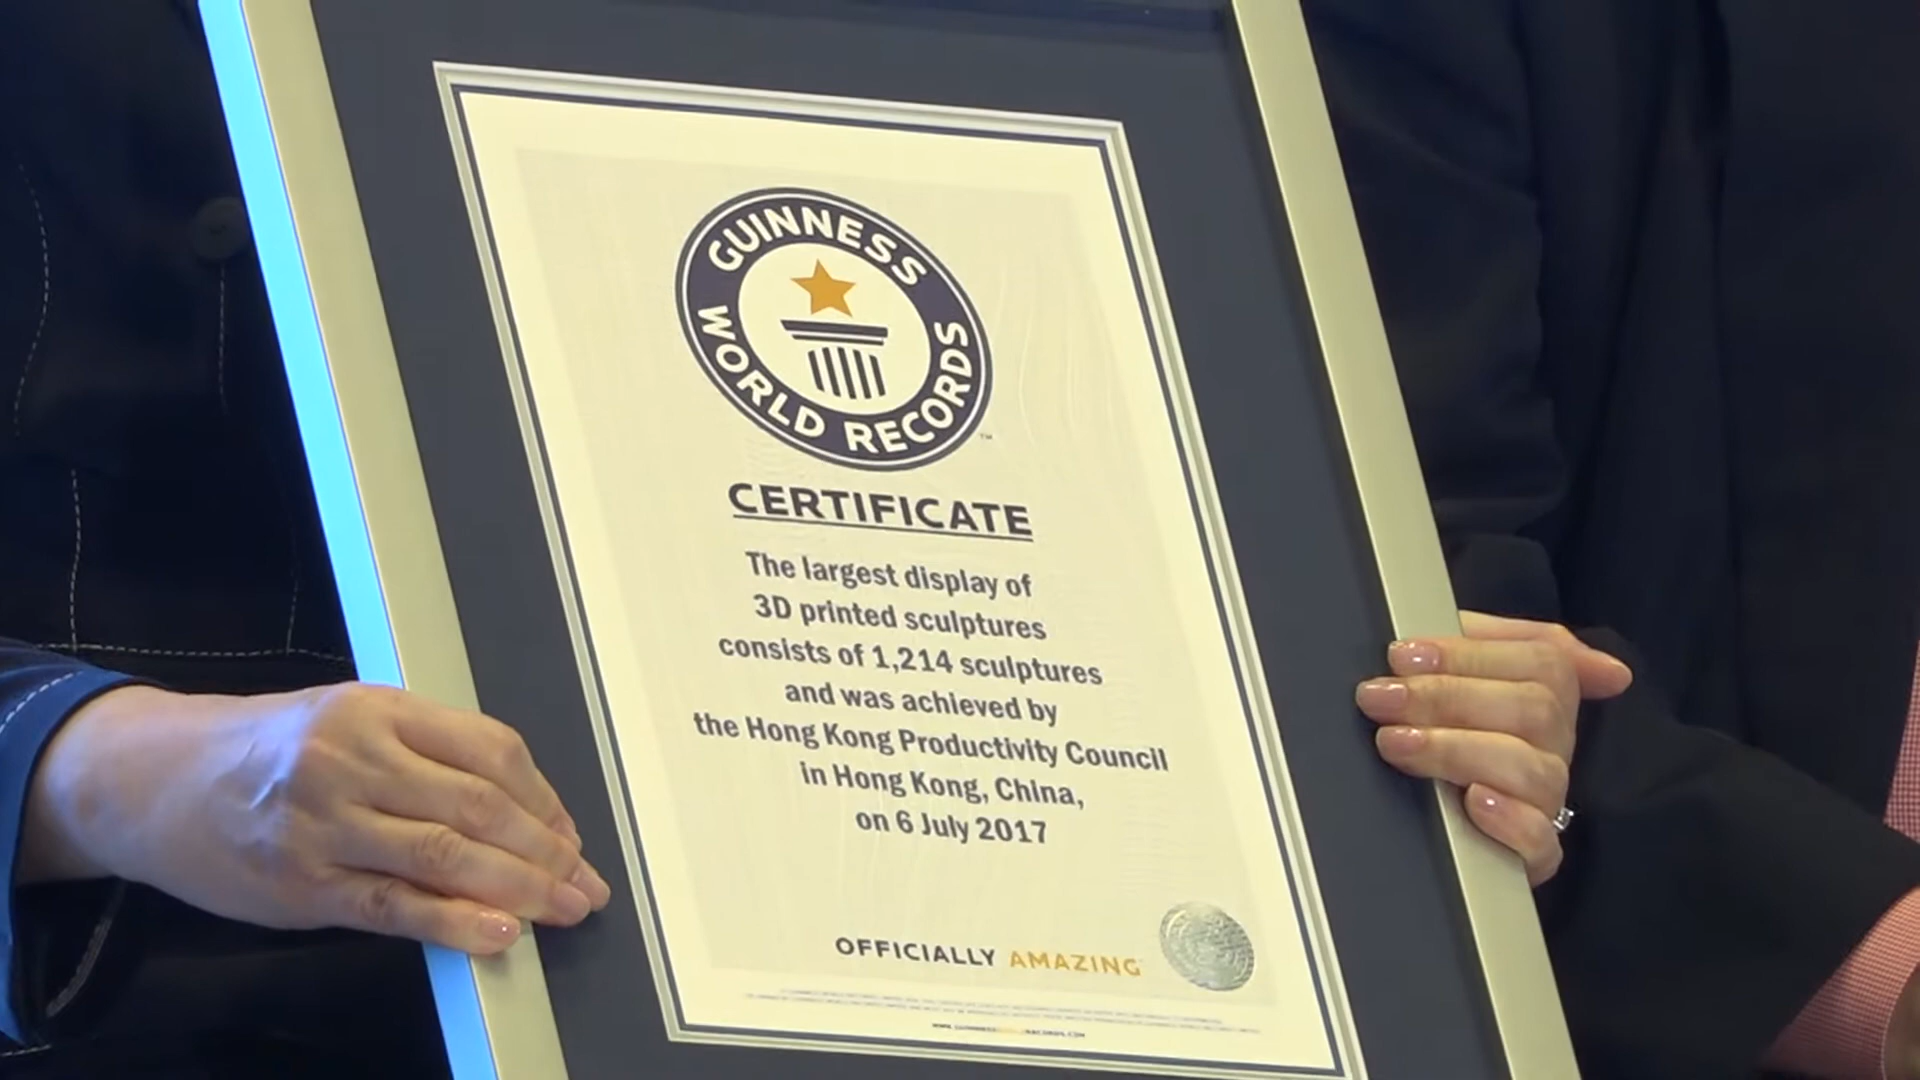 GUINNESS
WORLD RECORDS
™
CERTIFICATE
The largest display of
3D printed sculptures
consists of 1,214 sculptures
and was achieved by
the Hong Kong Productivity Council
in Hong Kong, China,
on 6 July 2017
OFFICIALLY AMAZING